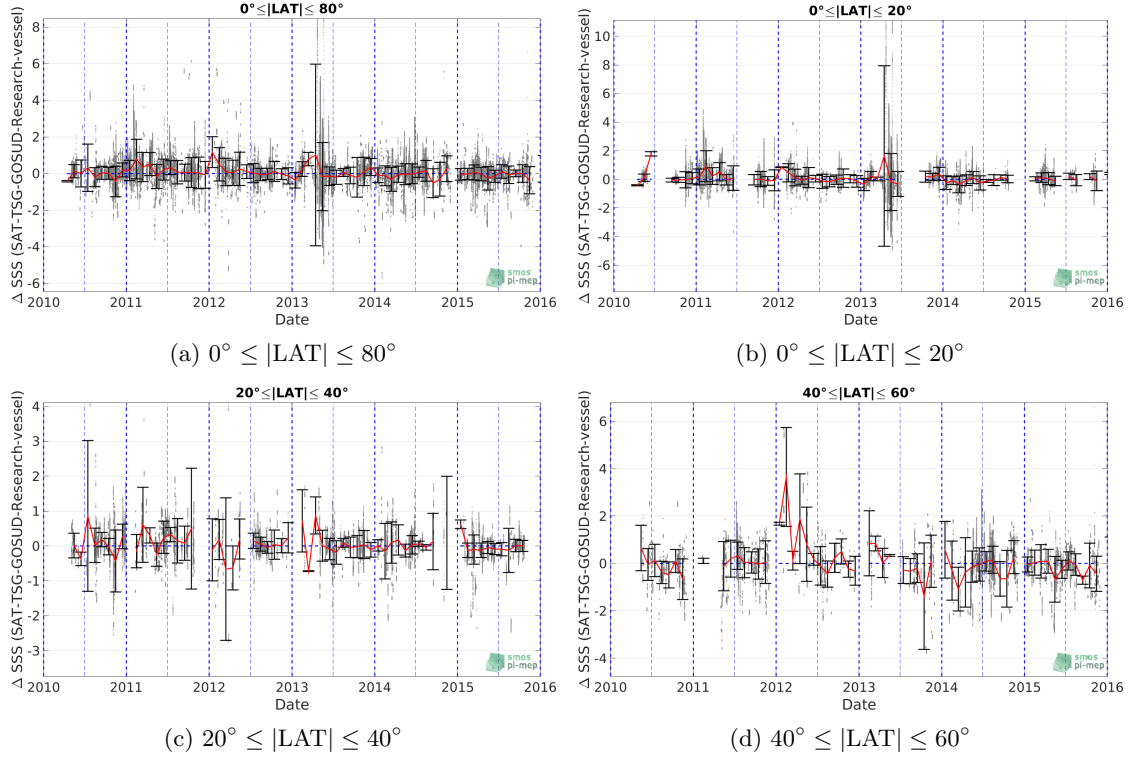 0°≤|LAT|≤ 80°
Δ SSS (SAT-TSG-GOSUD-Research-vessel)
8
6
4
2
0
-2
-4
-6
2010 2011 2012 2013 2014 2015 2016
Date
smos
pi-mep
(a) 0° ≤ |LAT| ≤ 80°
0°≤|LAT|≤ 20°
Δ SSS (SAT-TSG-GOSUD-Research-vessel)
10
8
6
4
2
0
-2
-4
-6
2010 2011 2012 2013 2014 2015 2016
Date
smos
pi-mep
(b) 0° ≤ |LAT| ≤ 20°
20°≤|LAT|≤ 40°
Δ SSS (SAT-TSG-GOSUD-Research-vessel)
4
3
2
1
0
-1
-2
-3
2010 2011 2012 2013 2014 2015 2016
Date
smos
pi-mep
(c) 20° ≤ |LAT| ≤ 40°
40°≤|LAT|≤ 60°
Δ SSS (SAT-TSG-GOSUD-Research-vessel)
6
4
2
0
-2
-4
2010 2011 2012 2013 2014 2015 2016
Date
smos
pi-mep
(d) 40° ≤ |LAT| ≤ 60°